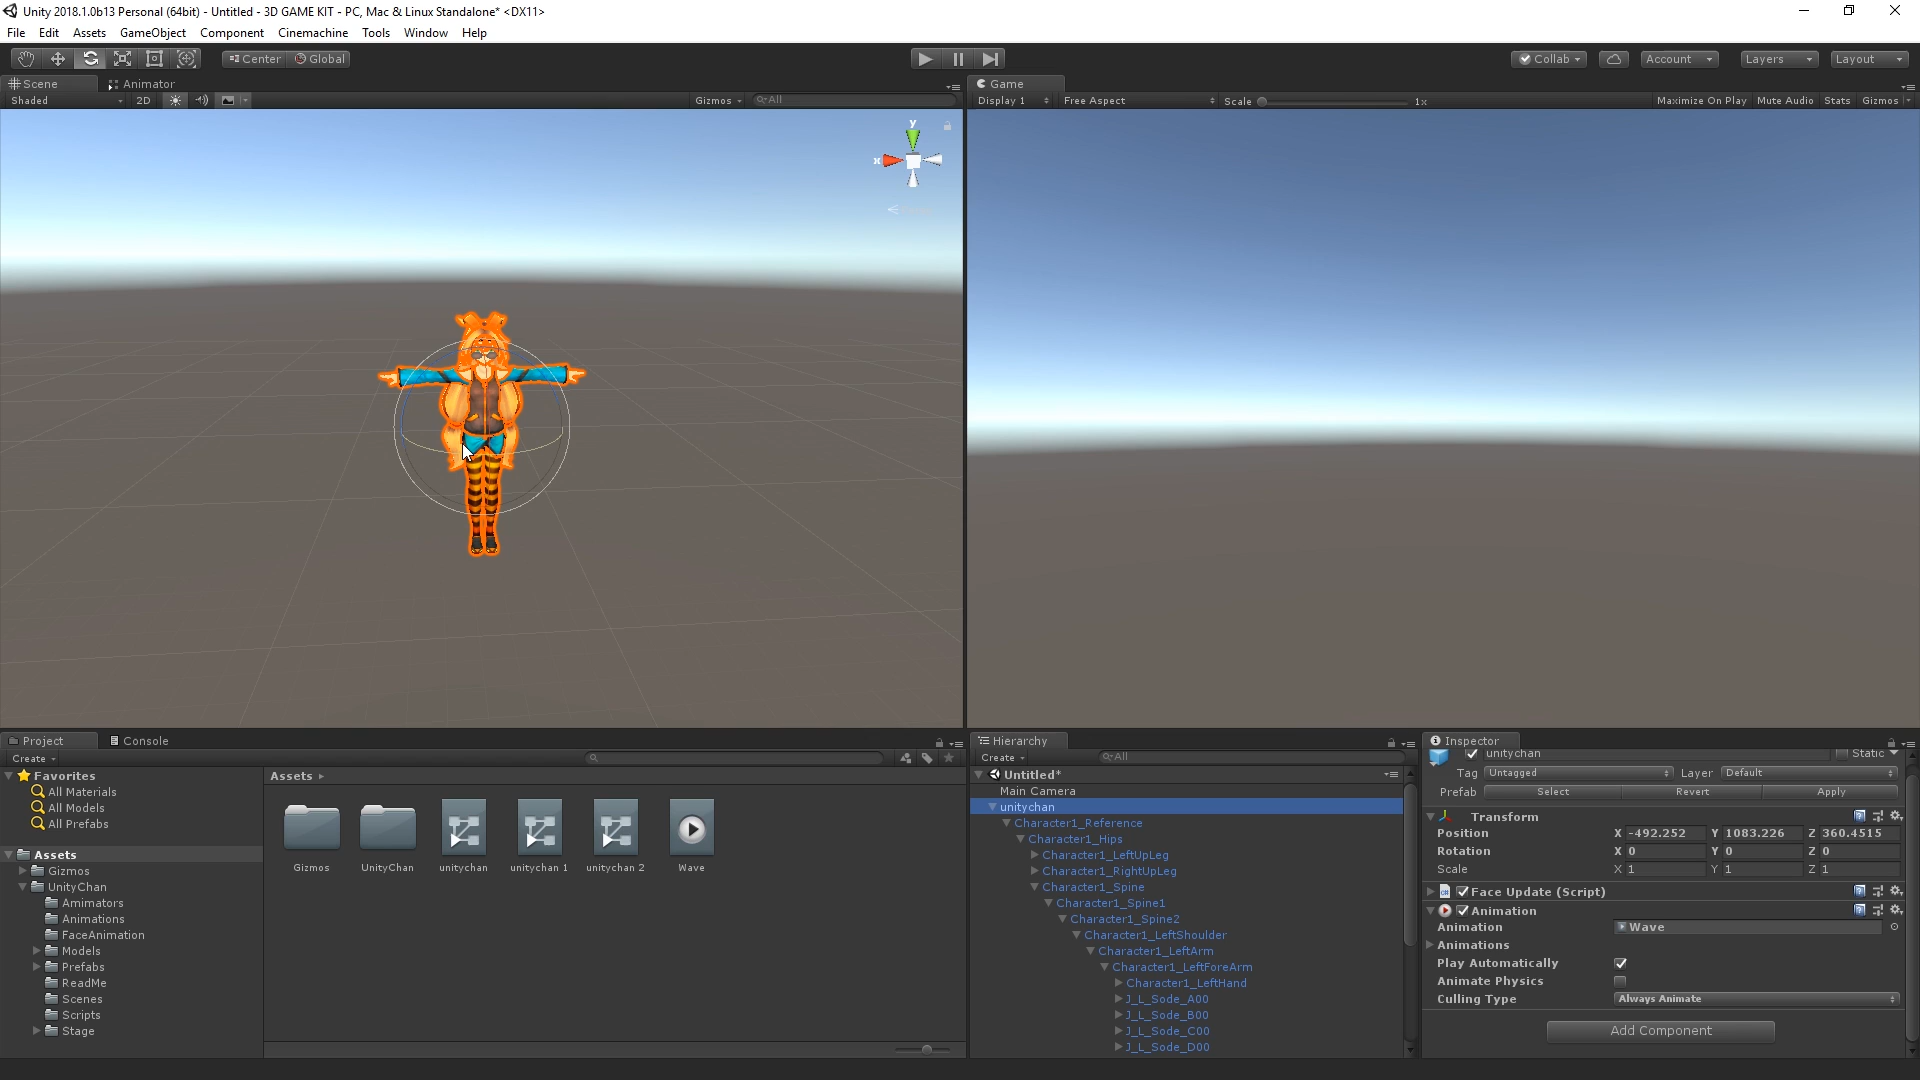 Unity 2018.1.0b13 Personal (64bit) - Untitled - 3D GAME KIT - PC, Mac & Linux Standalone* <DX11>
File Edit Assets GameObject Component Cinemachine Tools Window Help
Center Global Collab Account Layers Layout
Scene Animator Game
Shaded 2D Gizmos All Display 1 Free Aspect Scale 1x Maximize On Play Mute Audio Stats Gizmos
y
x
Project Console
Create
Favorites
All Materials
All Models
All Prefabs
Assets
Gizmos
UnityChan
Amimators
Animations
FaceAnimation
Models
Prefabs
ReadMe
Scenes
Scripts
Stage
Assets
Gizmos UnityChan unitychan unitychan 1 unitychan 2 Wave
Hierarchy
Create All
Untitled*
Main Camera
unitychan
Character1_Reference
Character1_Hips
Character1_LeftUpLeg
Character1_RightUpLeg
Character1_Spine
Character1_Spine1
Character1_Spine2
Character1_LeftShoulder
Character1_LeftArm
Character1_LeftForeArm
Character1_LeftHand
J_L_Sode_A00
J_L_Sode_B00
J_L_Sode_C00
J_L_Sode_D00
Inspector
unitychan Static
Tag Untagged Layer Default
Prefab Select Revert Apply
Transform
Position X -492.252 Y 1083.226 Z 360.4515
Rotation X 0 Y 0 Z 0
Scale X 1 Y 1 Z 1
Face Update (Script)
Animation
Animation Wave
Animations
Play Automatically
Animate Physics
Culling Type Always Animate
Add Component